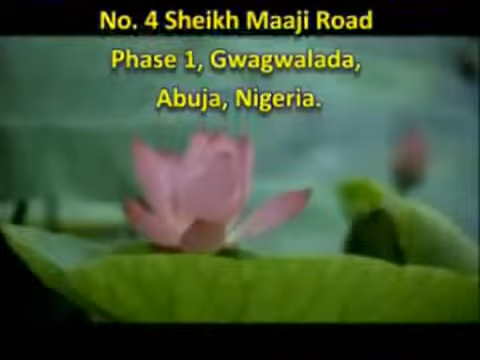 No. 4 Sheikh Maaji Road
Phase 1, Gwagwalada,
Abuja, Nigeria.